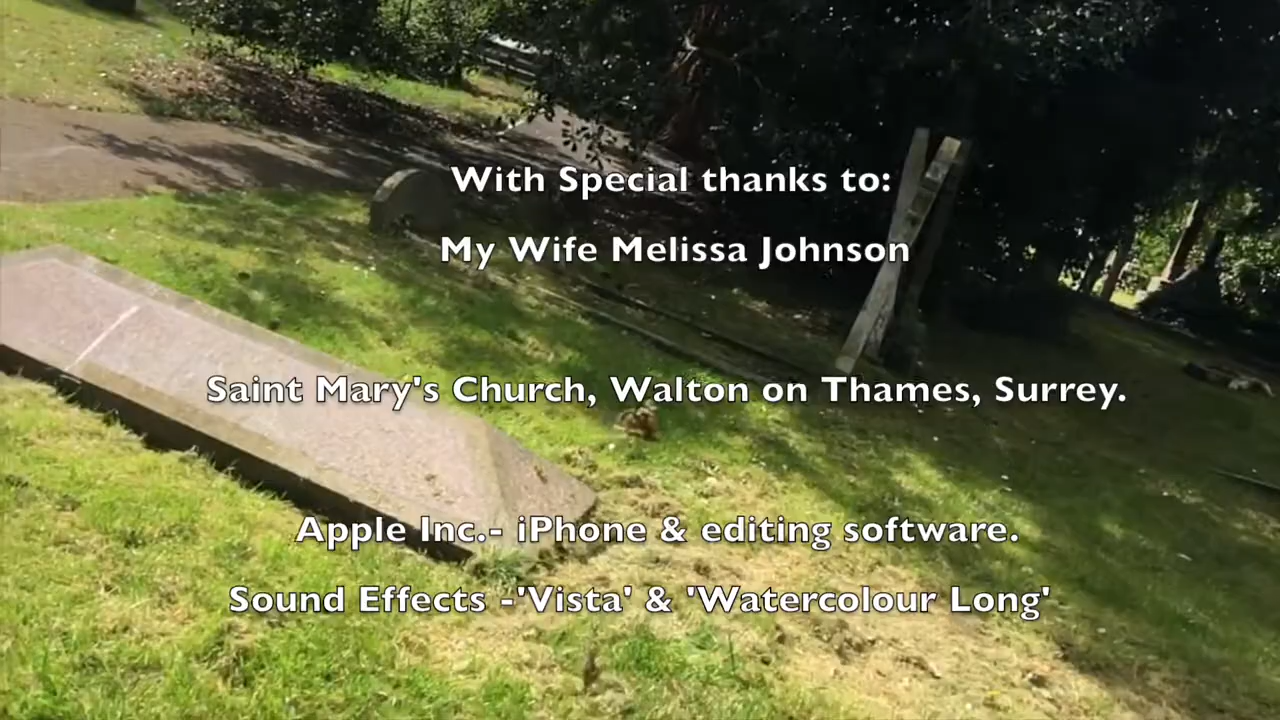 With Special thanks to:
My Wife Melissa Johnson
Saint Mary's Church, Walton on Thames, Surrey.
Apple Inc.- iPhone & editing software.
Sound Effects -'Vista' & 'Watercolour Long'